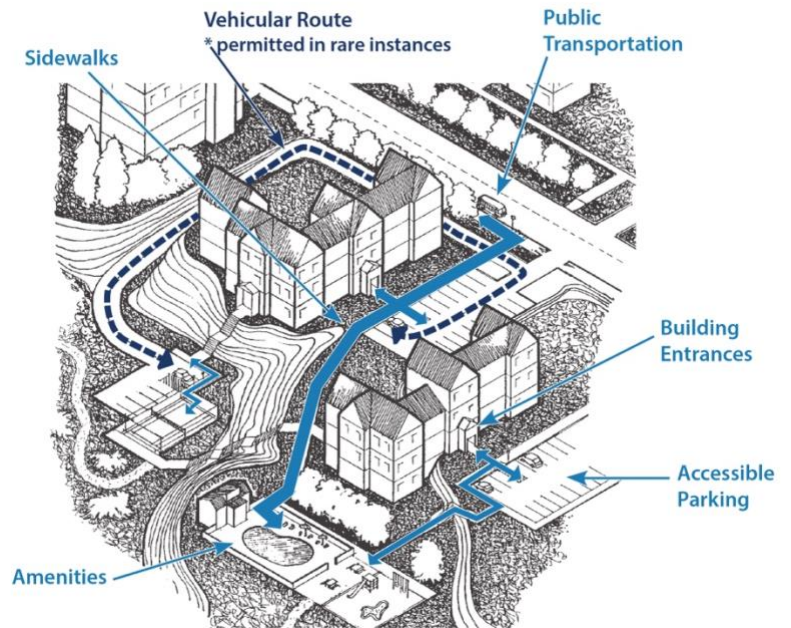 Vehicular Route
* permitted in rare instances
Public
Transportation
Sidewalks
Building
Entrances
Accessible
Parking
Amenities